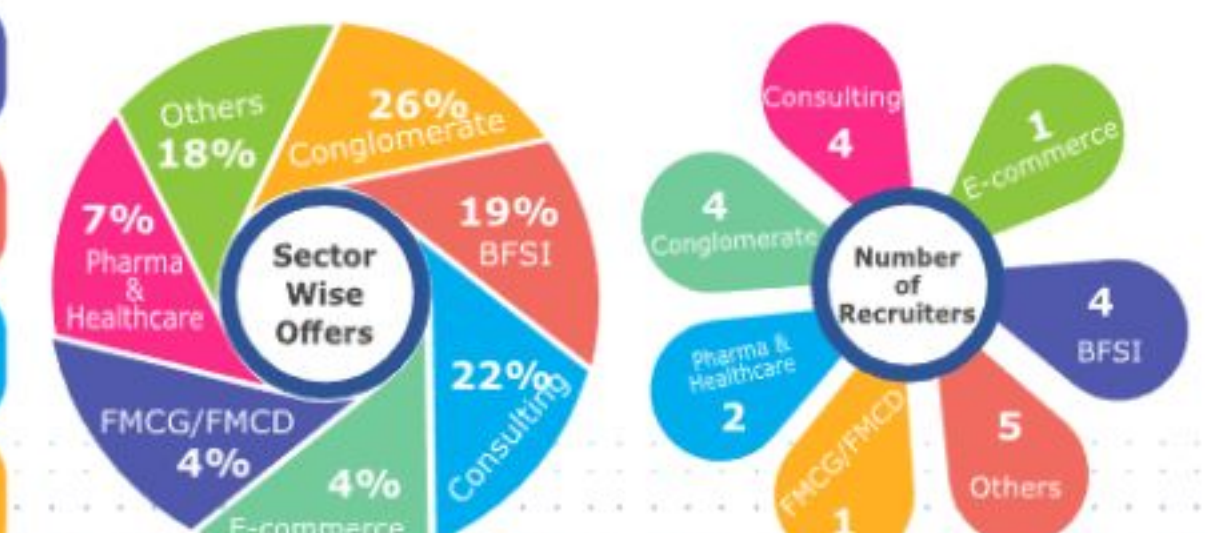 Others
18%
26%
Conglomerate
19%
BFSI
22%
Consulting
4%
E-commerce
FMCG/FMCD
4%
7%
Pharma
&
Healthcare
Sector
Wise
Offers
Consulting
4
1
E-commerce
4
BFSI
5
Others
FMCG/FMCD
1
Pharma &
Healthcare
2
4
Conglomerate
Number
of
Recruiters